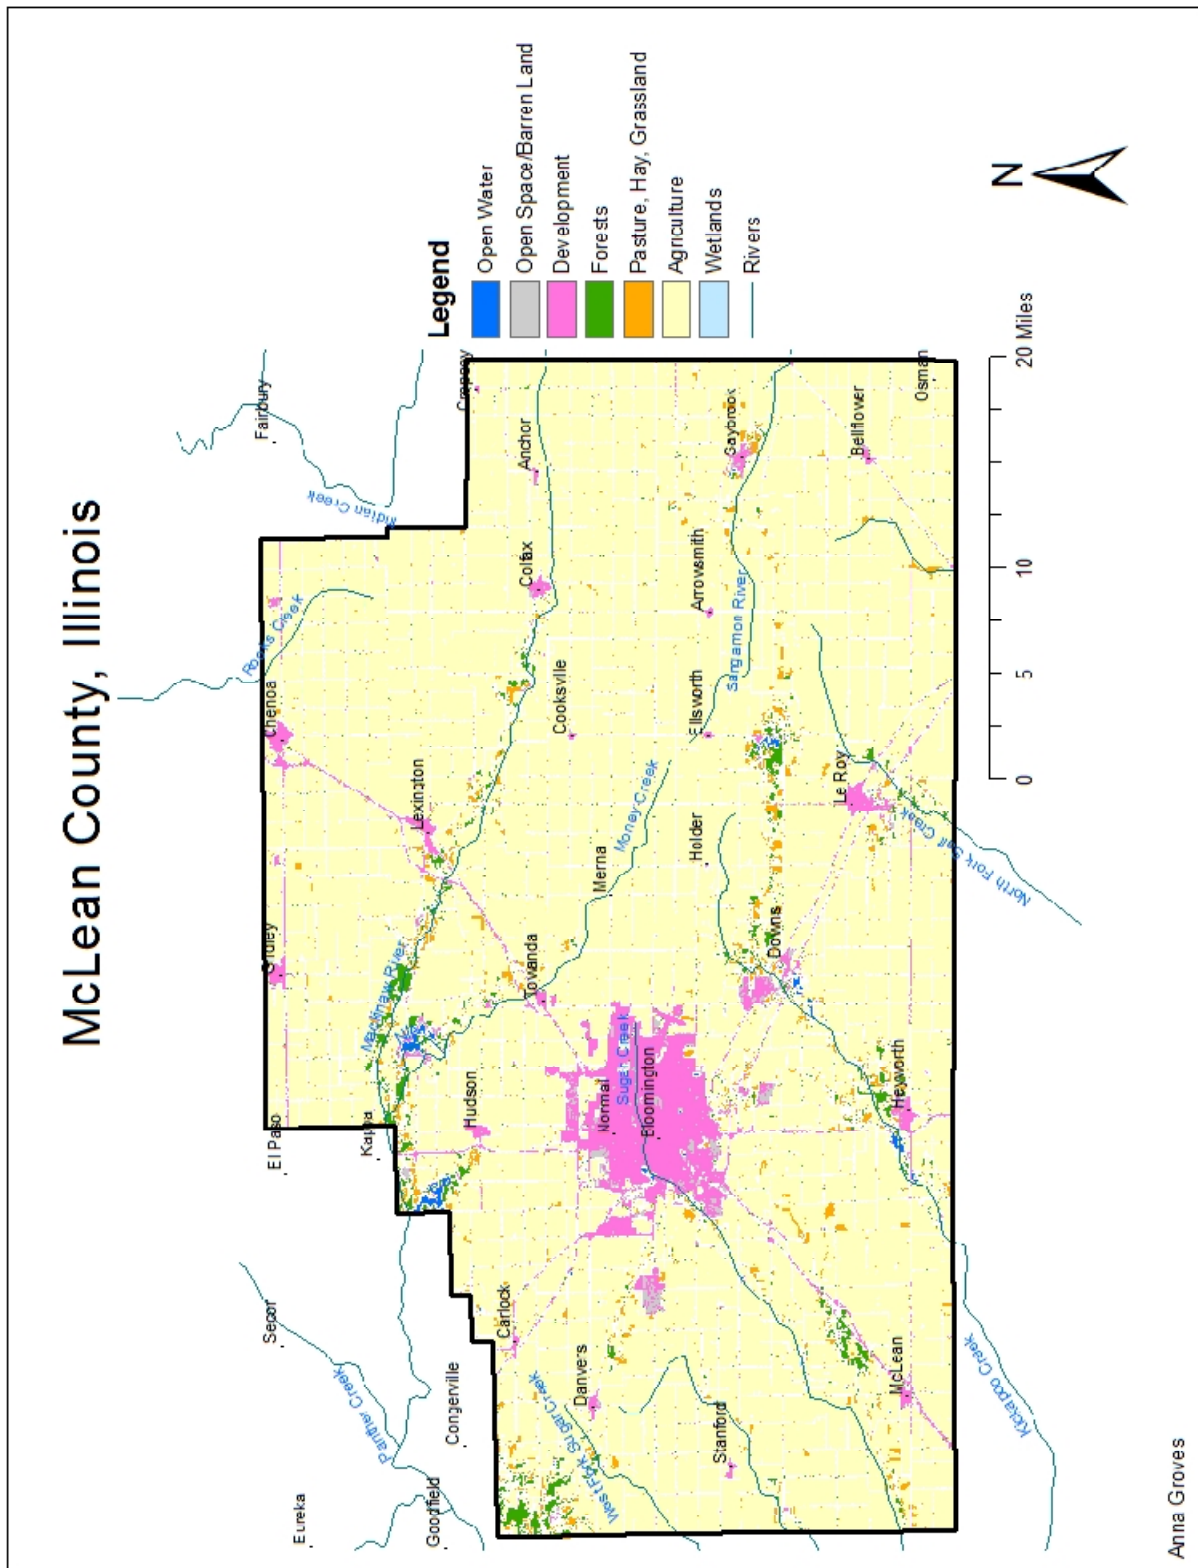 McLean County, Illinois
Eureka
Secor
El Paso
Gridley
Chenoa
Rooks Creek
Fairbury
Indian Creek
Panther Creek
Goodfield
Congerville
Kappa
Mackinaw River
Lexington
Cropsey
Carlock
Hudson
Towanda
Colfax
Anchor
West Fork Sugar Creek
Danvers
Normal
Sugar Creek
Bloomington
Merna
Money Creek
Cooksville
Stanford
Holder
Ellsworth
Sangamon River
Arrowsmith
Saybrook
Downs
McLean
Heyworth
Le Roy
Bellflower
Osman
Kickapoo Creek
North Fork Salt Creek
Legend
Open Water
Open Space/Barren Land
Development
Forests
Pasture, Hay, Grassland
Agriculture
Wetlands
Rivers
0 5 10 20 Miles
N
Anna Groves